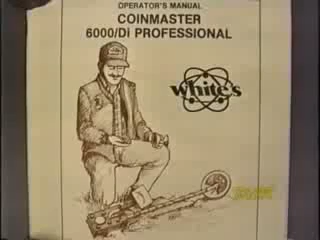 OPERATOR'S MANUAL
COINMASTER
6000/Di PROFESSIONAL
white's